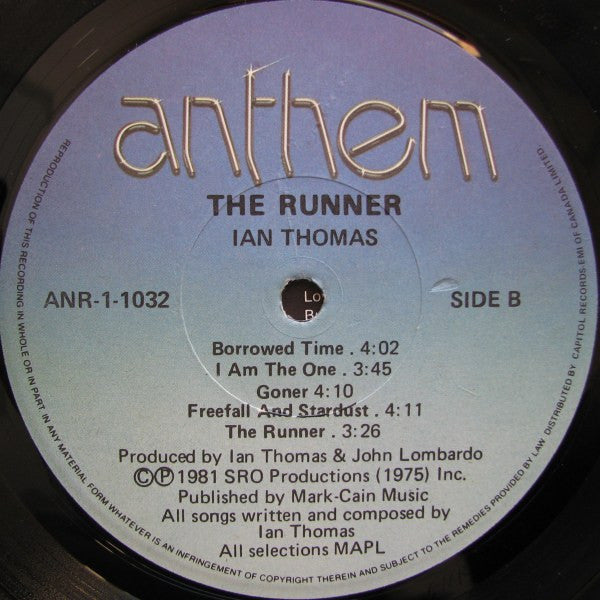 anthem
THE RUNNER
IAN THOMAS
ANR-1-1032
SIDE B
Borrowed Time . 4:02
I Am The One . 3:45
Goner 4:10
Freefall And Stardust . 4:11
The Runner . 3:26
Produced by Ian Thomas & John Lombardo
©℗ 1981 SRO Productions (1975) Inc.
Published by Mark-Cain Music
All songs written and composed by
Ian Thomas
All selections MAPL
REPRODUCTION OF THIS RECORDING IN WHOLE OR IN PART IN ANY MATERIAL FORM WHATEVER IS AN INFRINGEMENT OF COPYRIGHT THEREIN AND SUBJECT TO THE REMEDIES PROVIDED BY LAW DISTRIBUTED BY CAPITOL RECORDS-EMI OF CANADA LIMITED.